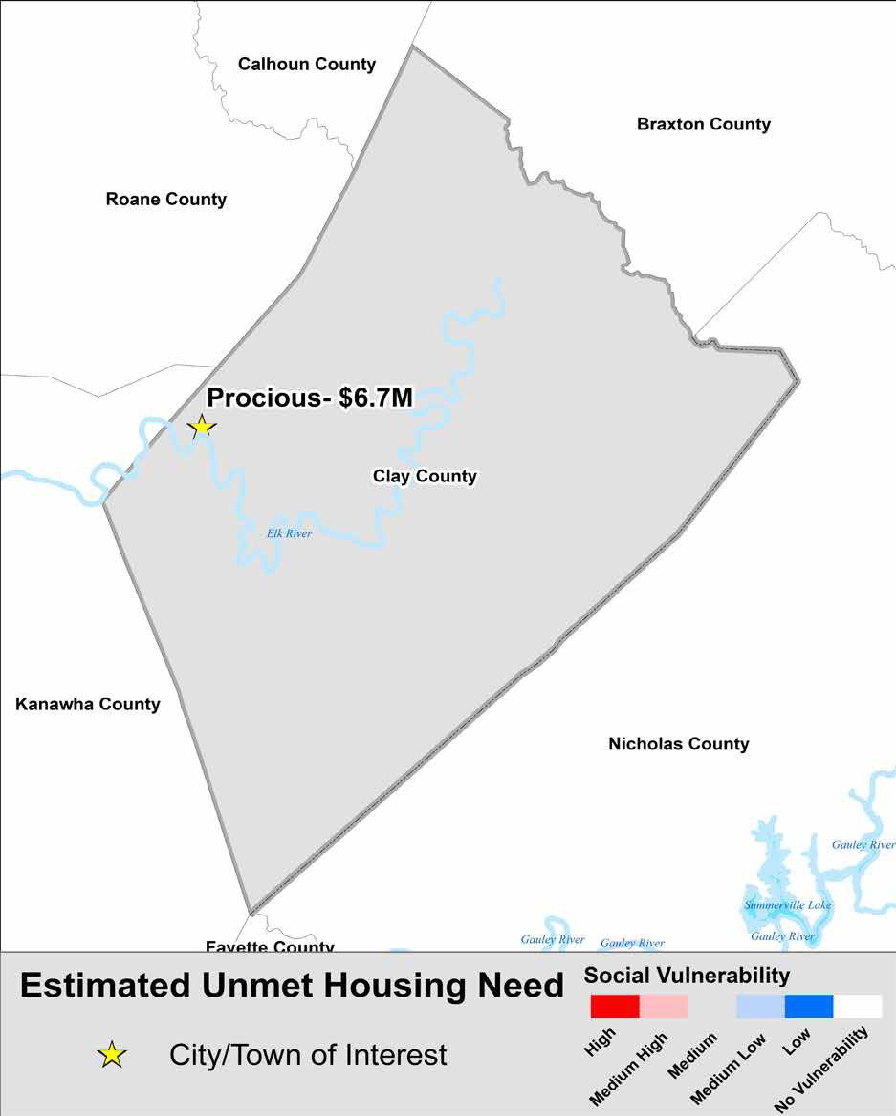 Calhoun County
Braxton County
Roane County
Procious- $6.7M
Clay County
Elk River
Kanawha County
Nicholas County
Gauley River
Summerville Lake
Gauley River
Gauley River
Gauley River
Fayette County
Estimated Unmet Housing Need
Social Vulnerability
City/Town of Interest
High
Medium High
Medium
Medium Low
Low
No Vulnerability